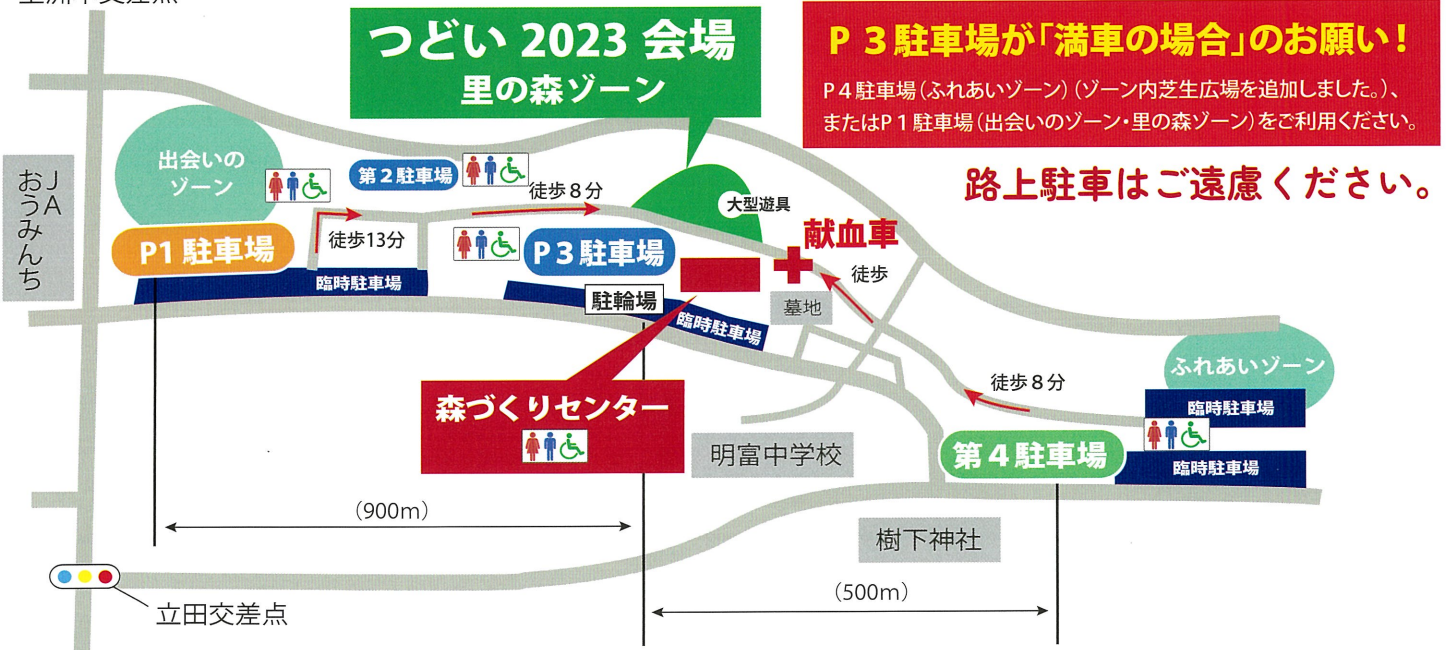 つどい 2023 会場
里の森ゾーン
P 3 駐車場が「満車の場合」のお願い！
P 4 駐車場(ふれあいゾーン) (ゾーン内芝生広場を追加しました。)、
またはP 1 駐車場(出会いのゾーン・里の森ゾーン)をご利用ください。
路上駐車はご遠慮ください。
JA
おうみんち
出会いの
ゾーン
第2駐車場
徒歩8分
大型遊具
徒歩13分
P1 駐車場
P3 駐車場
献血車
徒歩
臨時駐車場
駐輪場
臨時駐車場
墓地
ふれあいゾーン
徒歩8分
臨時駐車場
森づくりセンター
明富中学校
第4駐車場
臨時駐車場
(900m)
樹下神社
(500m)
立田交差点